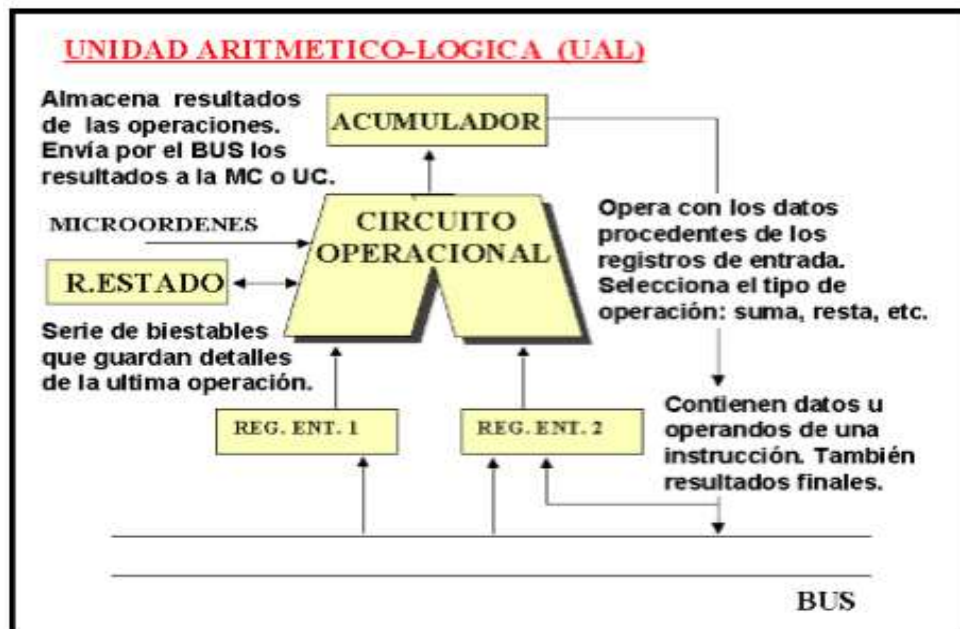 UNIDAD ARITMETICO-LOGICA (UAL)
Almacena resultados
de las operaciones.
Envía por el BUS los
resultados a la MC o UC.
ACUMULADOR
MICROORDENES
CIRCUITO
OPERACIONAL
R.ESTADO
Opera con los datos
procedentes de los
registros de entrada.
Selecciona el tipo de
operación: suma, resta, etc.
Serie de biestables
que guardan detalles
de la ultima operación.
REG. ENT. 1
REG. ENT. 2
Contienen datos u
operandos de una
instrucción. También
resultados finales.
BUS